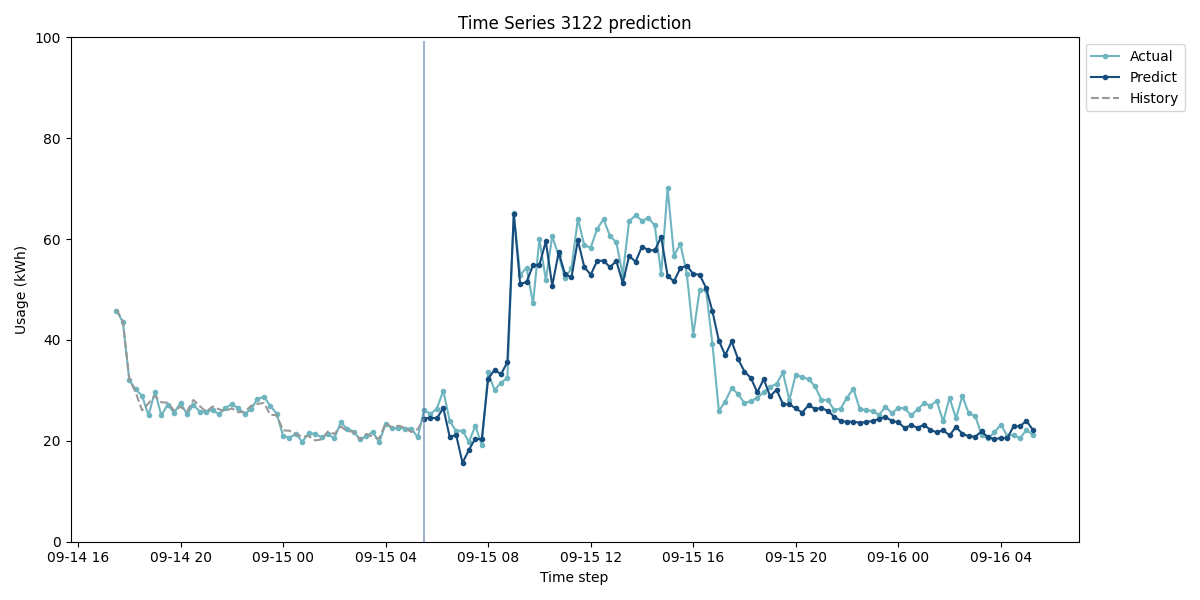 Time Series 3122 prediction
100
80
60
40
20
0
Usage (kWh)
09-14 16
09-14 20
09-15 00
09-15 04
09-15 08
09-15 12
09-15 16
09-15 20
09-16 00
09-16 04
Time step
Actual
Predict
History